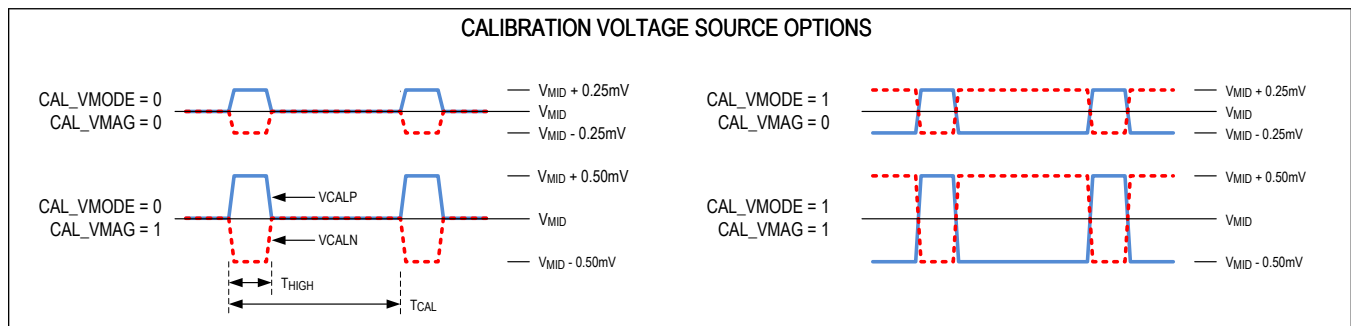 CALIBRATION VOLTAGE SOURCE OPTIONS
CAL_VMODE = 0
CAL_VMAG = 0
VMID + 0.25mV
VMID
VMID - 0.25mV
CAL_VMODE = 0
CAL_VMAG = 1
VCALP
VCALN
VMID + 0.50mV
VMID
VMID - 0.50mV
THIGH
TCAL
CAL_VMODE = 1
CAL_VMAG = 0
VMID + 0.25mV
VMID
VMID - 0.25mV
CAL_VMODE = 1
CAL_VMAG = 1
VMID + 0.50mV
VMID
VMID - 0.50mV